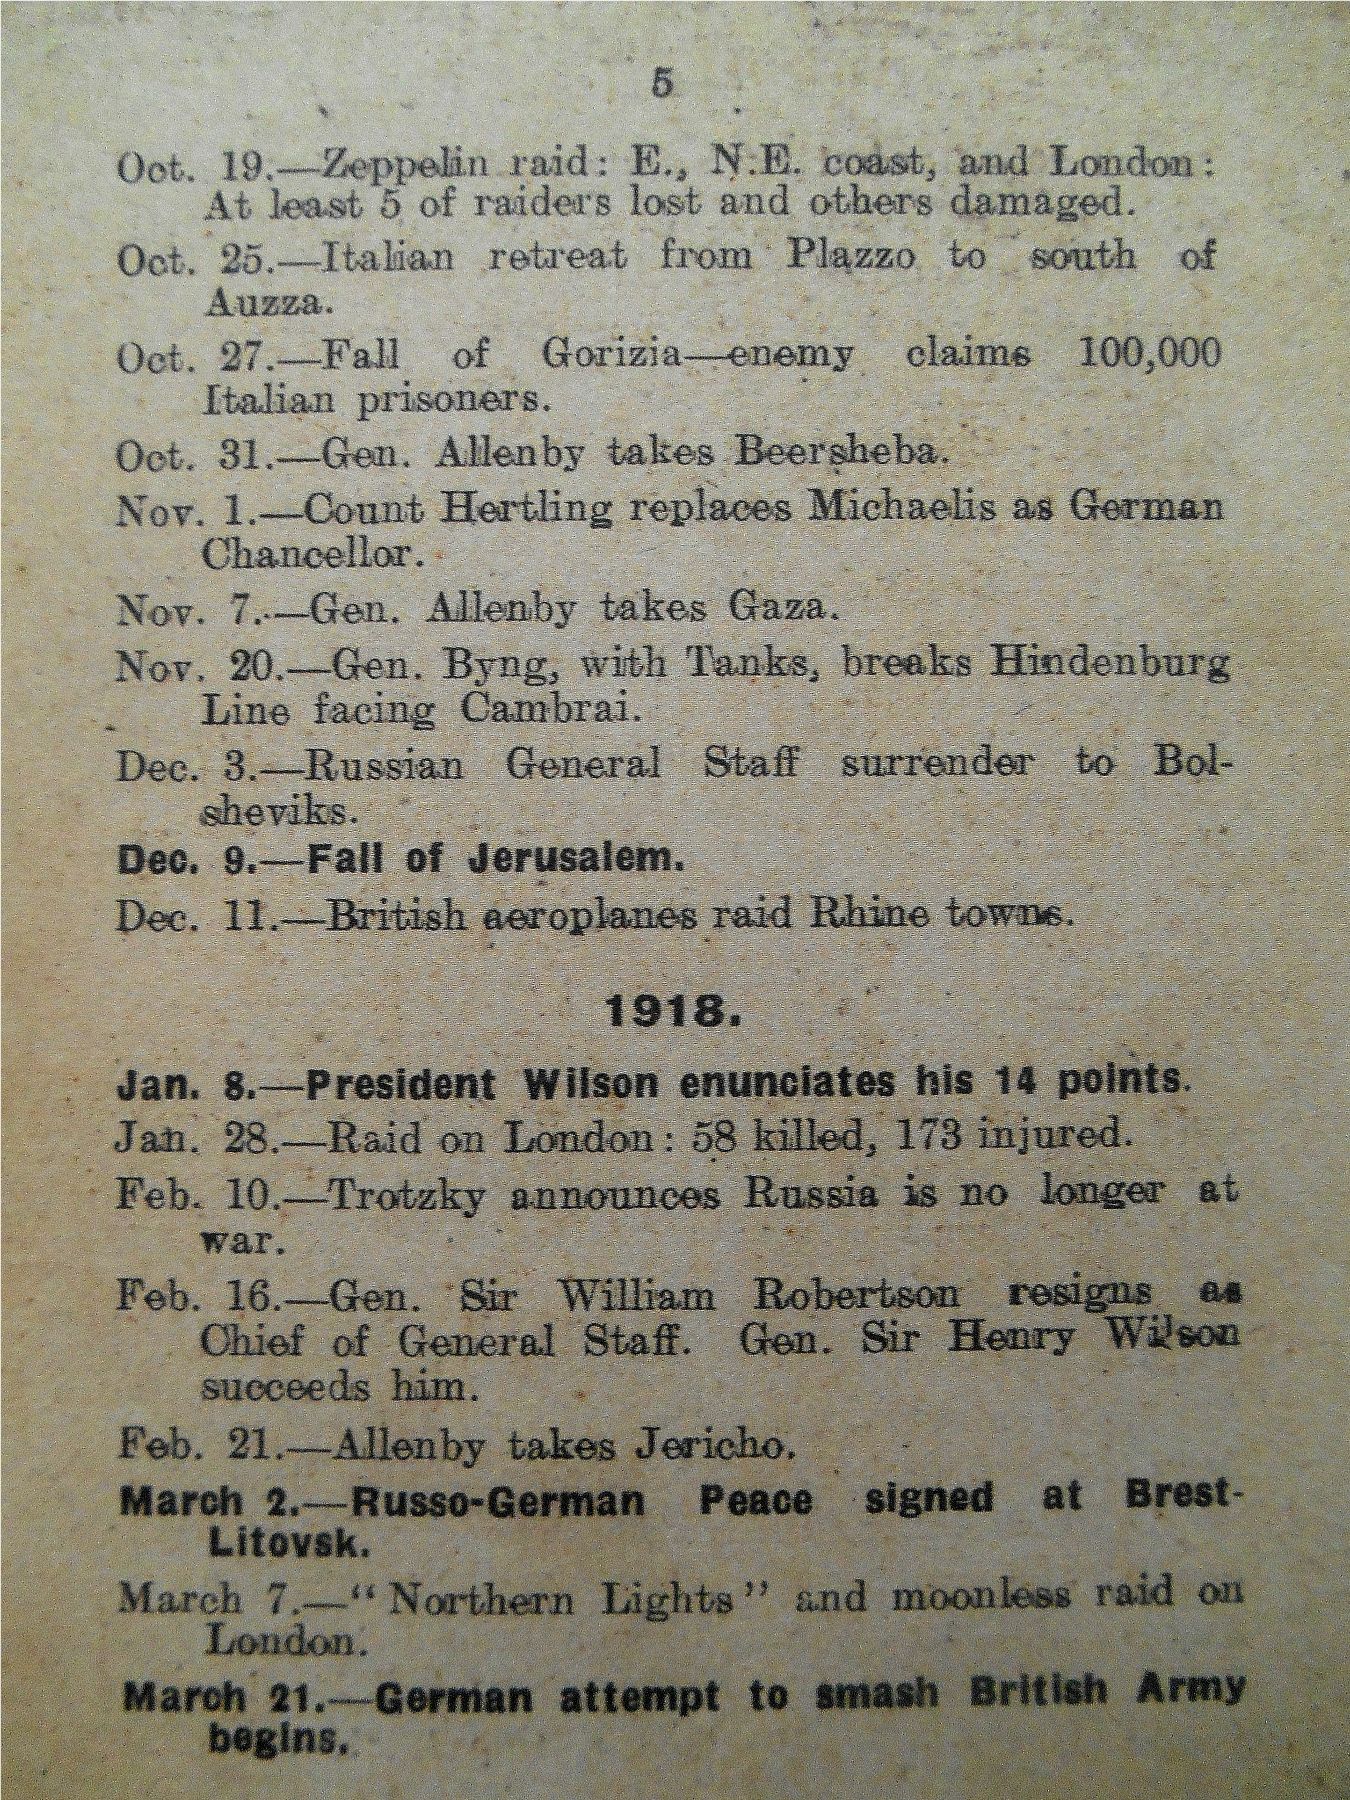 5
Oct. 19.—Zeppelin raid: E., N.E. coast, and London:
At least 5 of raiders lost and others damaged.
Oct. 25.—Italian retreat from Plazzo to south of
Auzza.
Oct. 27.—Fall of Gorizia—enemy claims 100,000
Italian prisoners.
Oct. 31.—Gen. Allenby takes Beersheba.
Nov. 1.—Count Hertling replaces Michaelis as German
Chancellor.
Nov. 7.—Gen. Allenby takes Gaza.
Nov. 20.—Gen. Byng, with Tanks, breaks Hindenburg
Line facing Cambrai.
Dec. 3.—Russian General Staff surrender to Bol-
sheviks.
Dec. 9.—Fall of Jerusalem.
Dec. 11.—British aeroplanes raid Rhine towns.
1918.
Jan. 8.—President Wilson enunciates his 14 points.
Jan. 28.—Raid on London: 58 killed, 173 injured.
Feb. 10.—Trotzky announces Russia is no longer at
war.
Feb. 16.—Gen. Sir William Robertson resigns as
Chief of General Staff. Gen. Sir Henry Wilson
succeeds him.
Feb. 21.—Allenby takes Jericho.
March 2.—Russo-German Peace signed at Brest-
Litovsk.
March 7.—"Northern Lights" and moonless raid on
London.
March 21.—German attempt to smash British Army
begins.